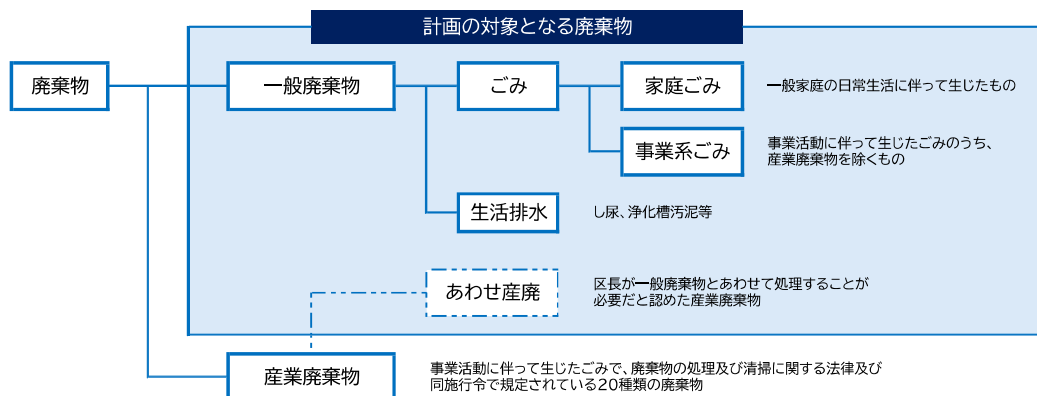 計画の対象となる廃棄物
廃棄物
一般廃棄物
ごみ
家庭ごみ
一般家庭の日常生活に伴って生じたもの
事業系ごみ
事業活動に伴って生じたごみのうち、
産業廃棄物を除くもの
生活排水
し尿、浄化槽汚泥等
あわせ産廃
区長が一般廃棄物とあわせて処理することが
必要だと認めた産業廃棄物
産業廃棄物
事業活動に伴って生じたごみで、廃棄物の処理及び清掃に関する法律及び
同施行令で規定されている20種類の廃棄物